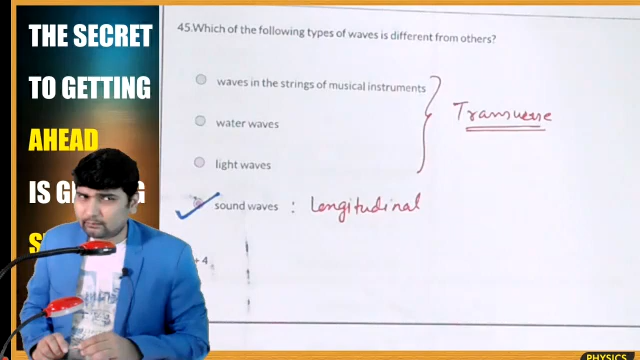 THE SECRET
TO GETTING
AHEAD
IS
45.Which of the following types of waves is different from others?
waves in the strings of musical instruments
water waves
light waves
Transverse
sound waves : Longitudinal
+4
PHYSICS